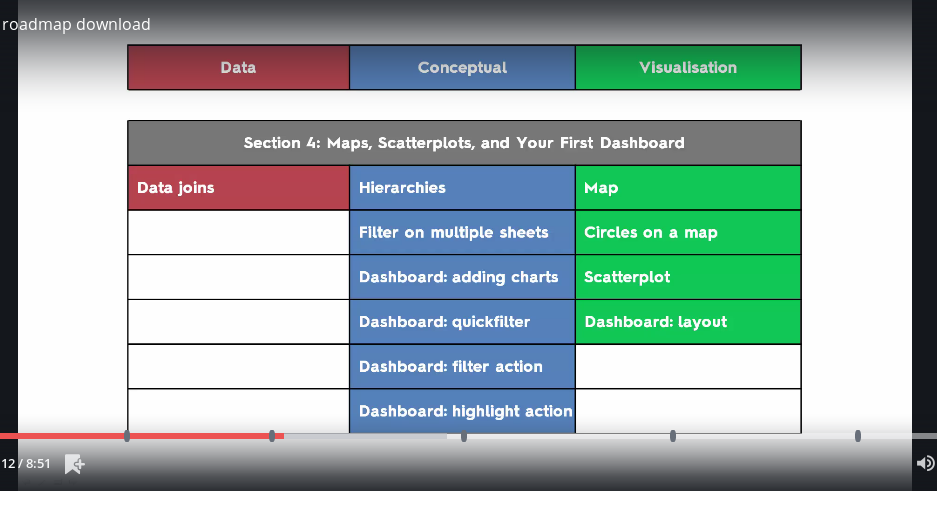 roadmap download
Data Conceptual Visualisation
Section 4: Maps, Scatterplots, and Your First Dashboard
Data joins Hierarchies Map
Filter on multiple sheets Circles on a map
Dashboard: adding charts Scatterplot
Dashboard: quickfilter Dashboard: layout
Dashboard: filter action
Dashboard: highlight action
12 / 8:51